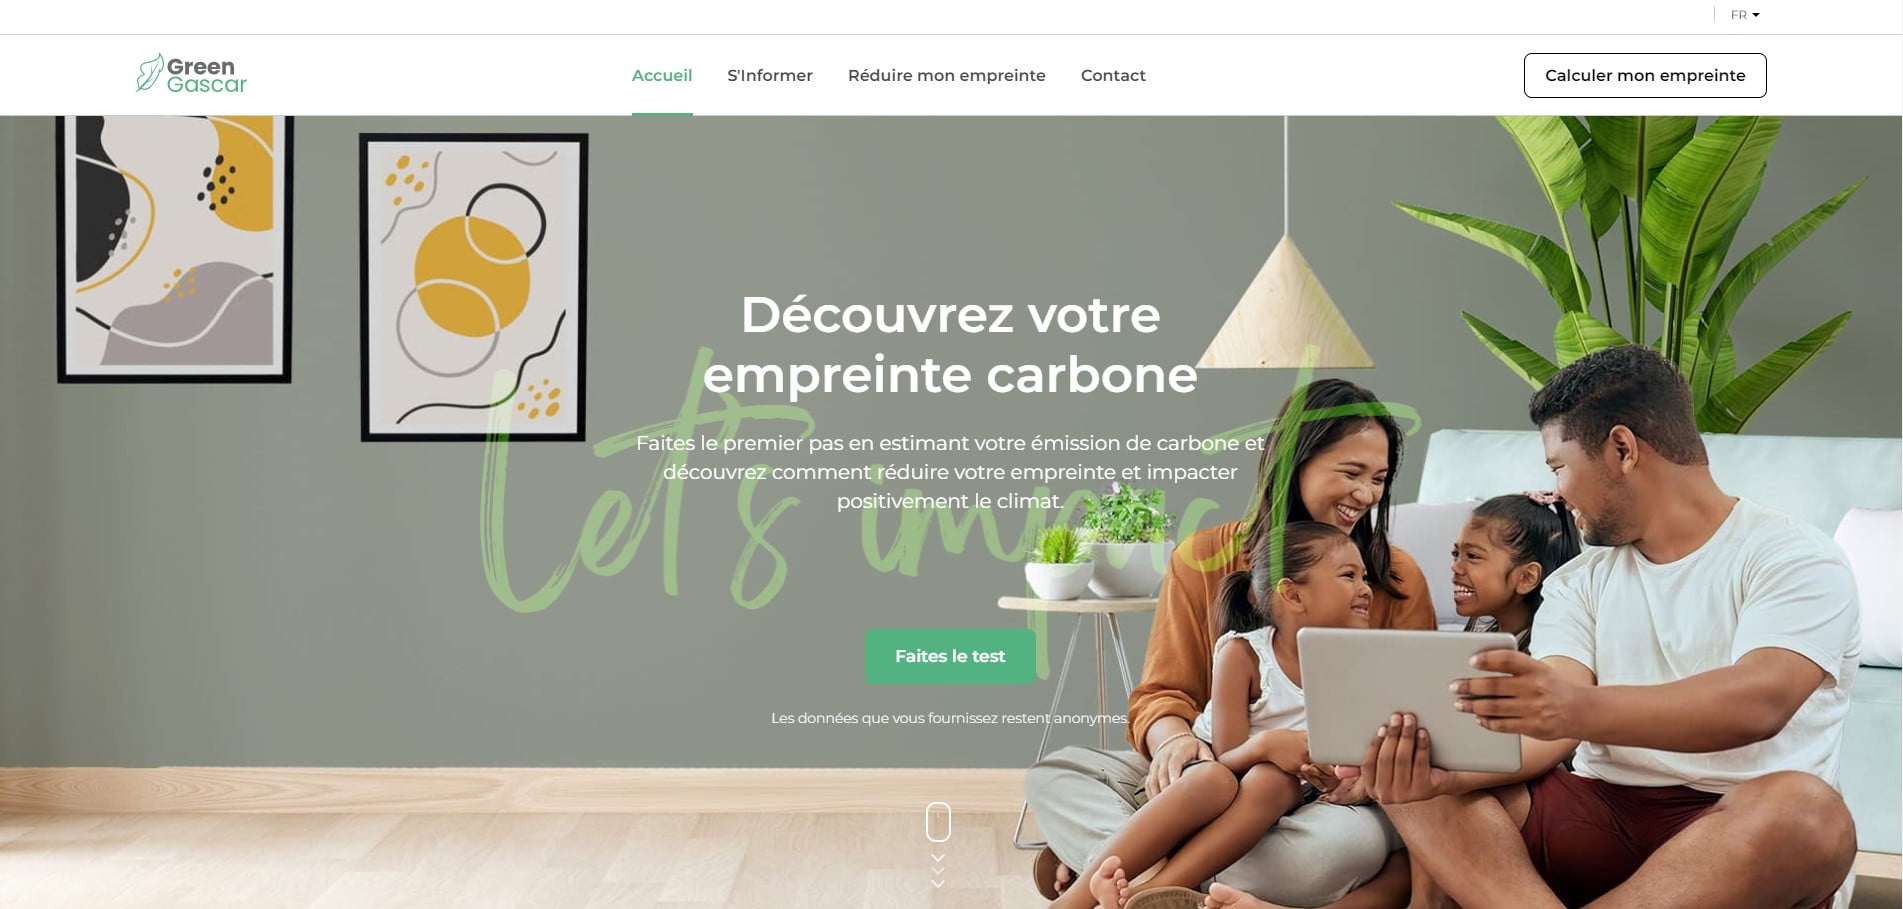 FR
Green
Gascar
Accueil
S'Informer
Réduire mon empreinte
Contact
Calculer mon empreinte
Découvrez votre
empreinte carbone
Let's impact
Faites le premier pas en estimant votre émission de carbone et
découvrez comment réduire votre empreinte et impacter
positivement le climat.
Faites le test
Les données que vous fournissez restent anonymes.